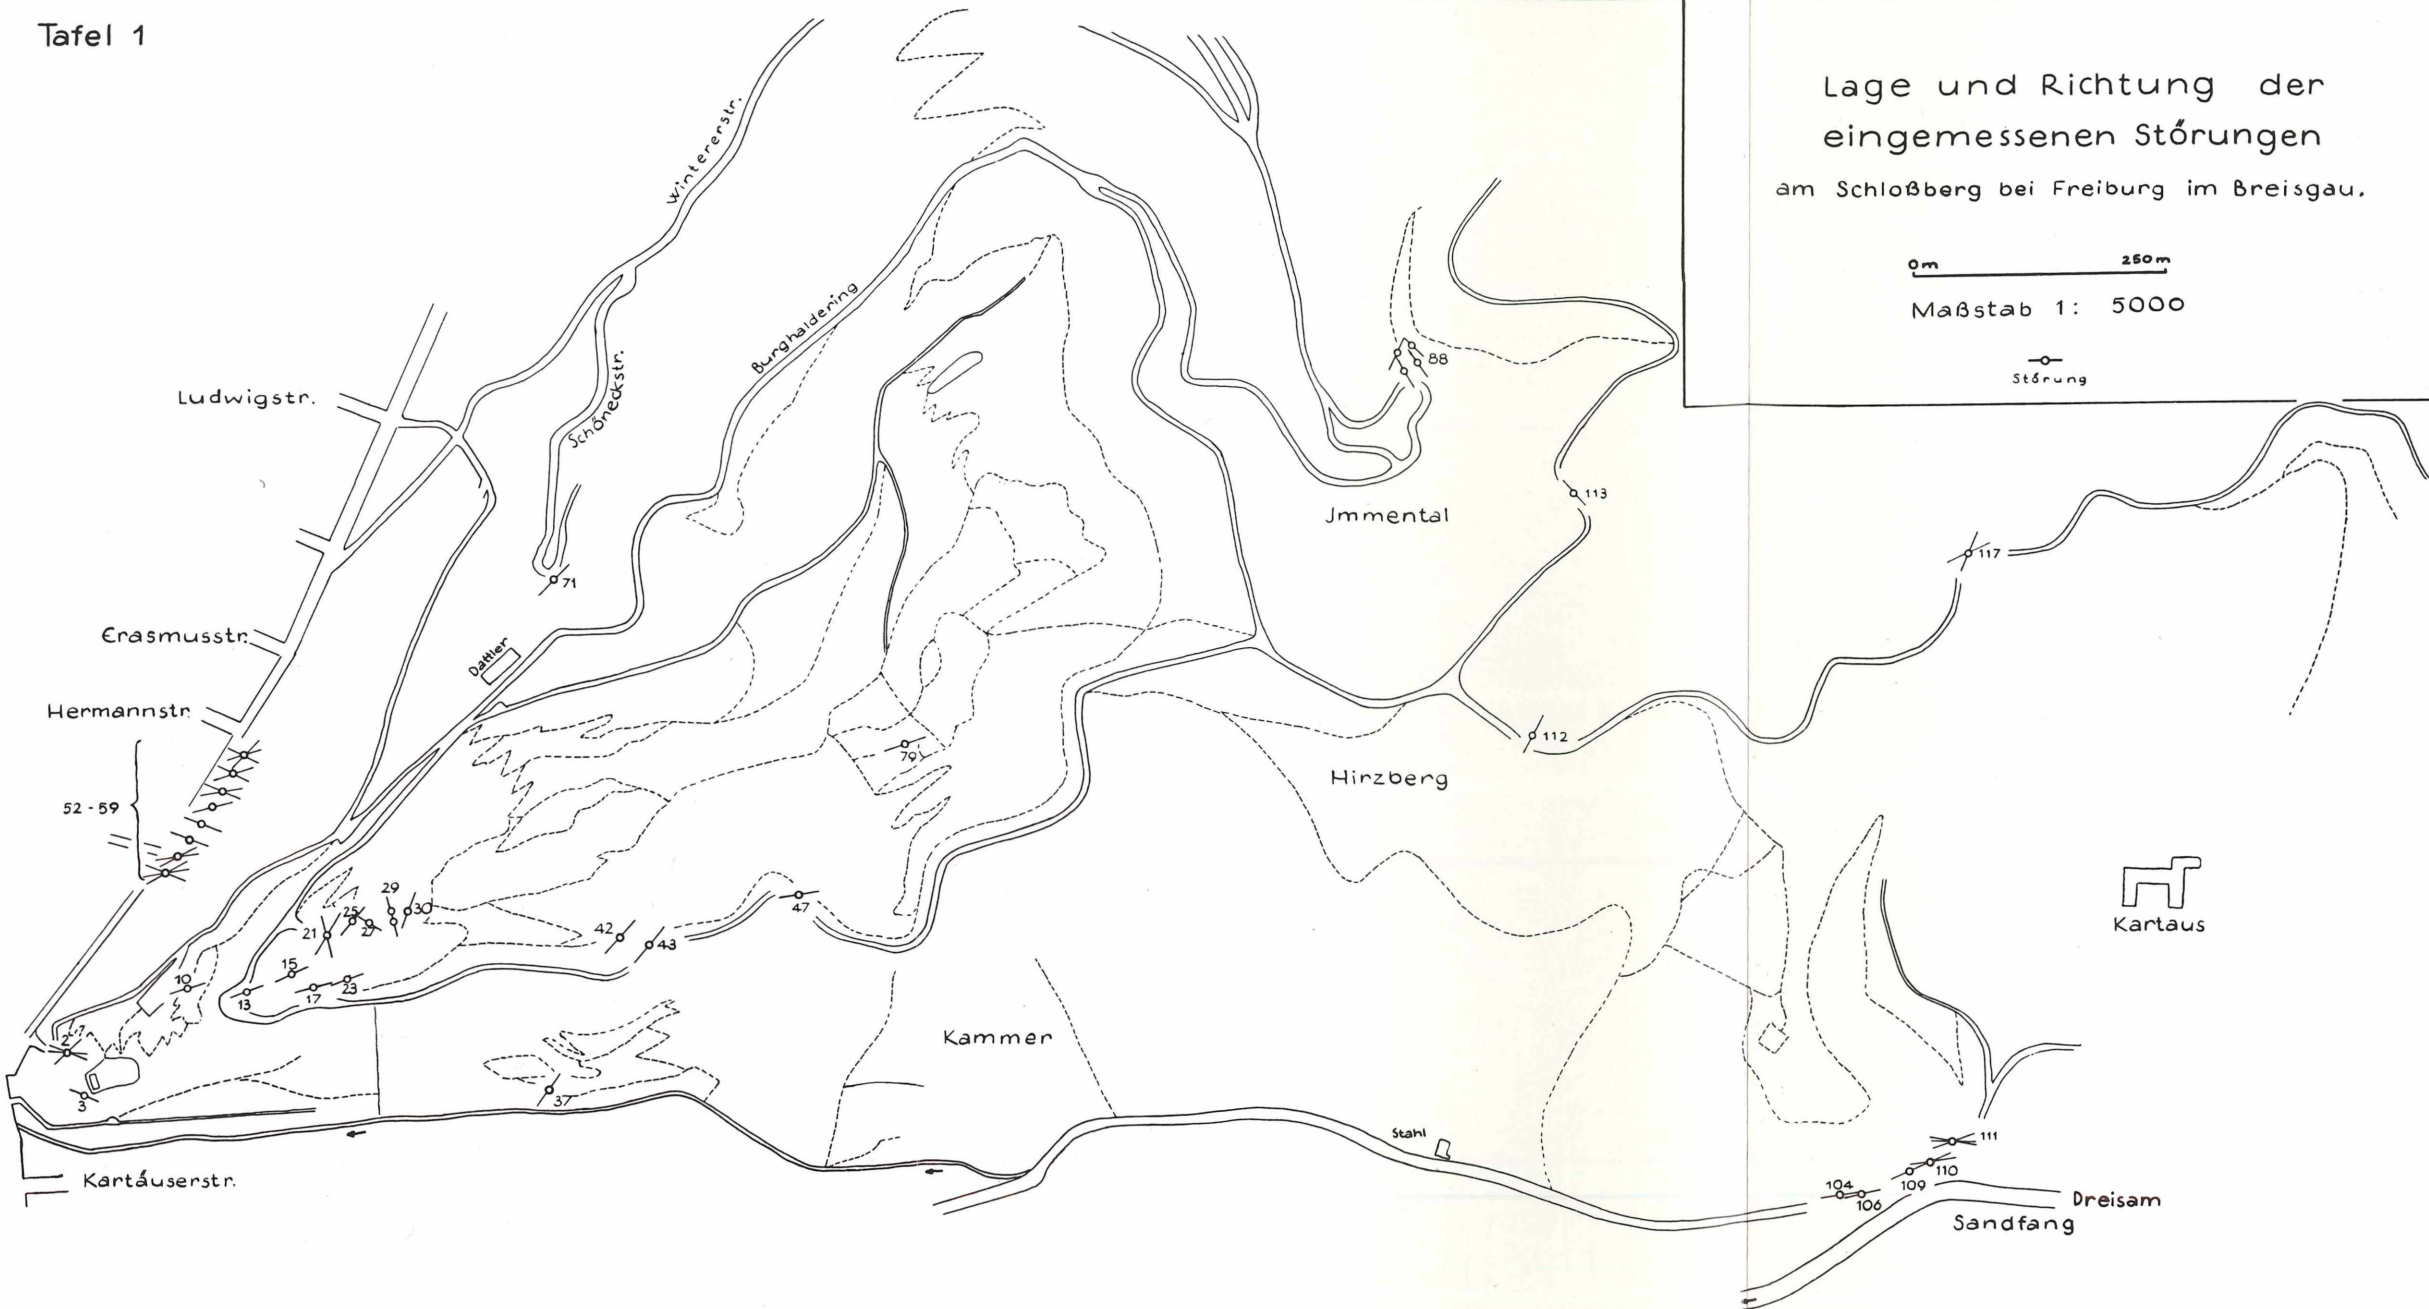 Tafel 1
Lage und Richtung der
eingemessenen Störungen
am Schloßberg bei Freiburg im Breisgau.
0m 250m
Maßstab 1: 5000
Störung
Wintererstr.
Burghaldering
Schöneckstr.
Ludwigstr.
88
113
Jmmental
117
71
Erasmusstr.
Dattler
Hermannstr.
112
79
Hirzberg
52-59
29
30
25
27
47
42
43
21
Kartaus
15
10
13
17
23
2
Kammer
3
37
Stahl
111
110
109
104
106
Kartäuserstr.
Dreisam
Sandfang